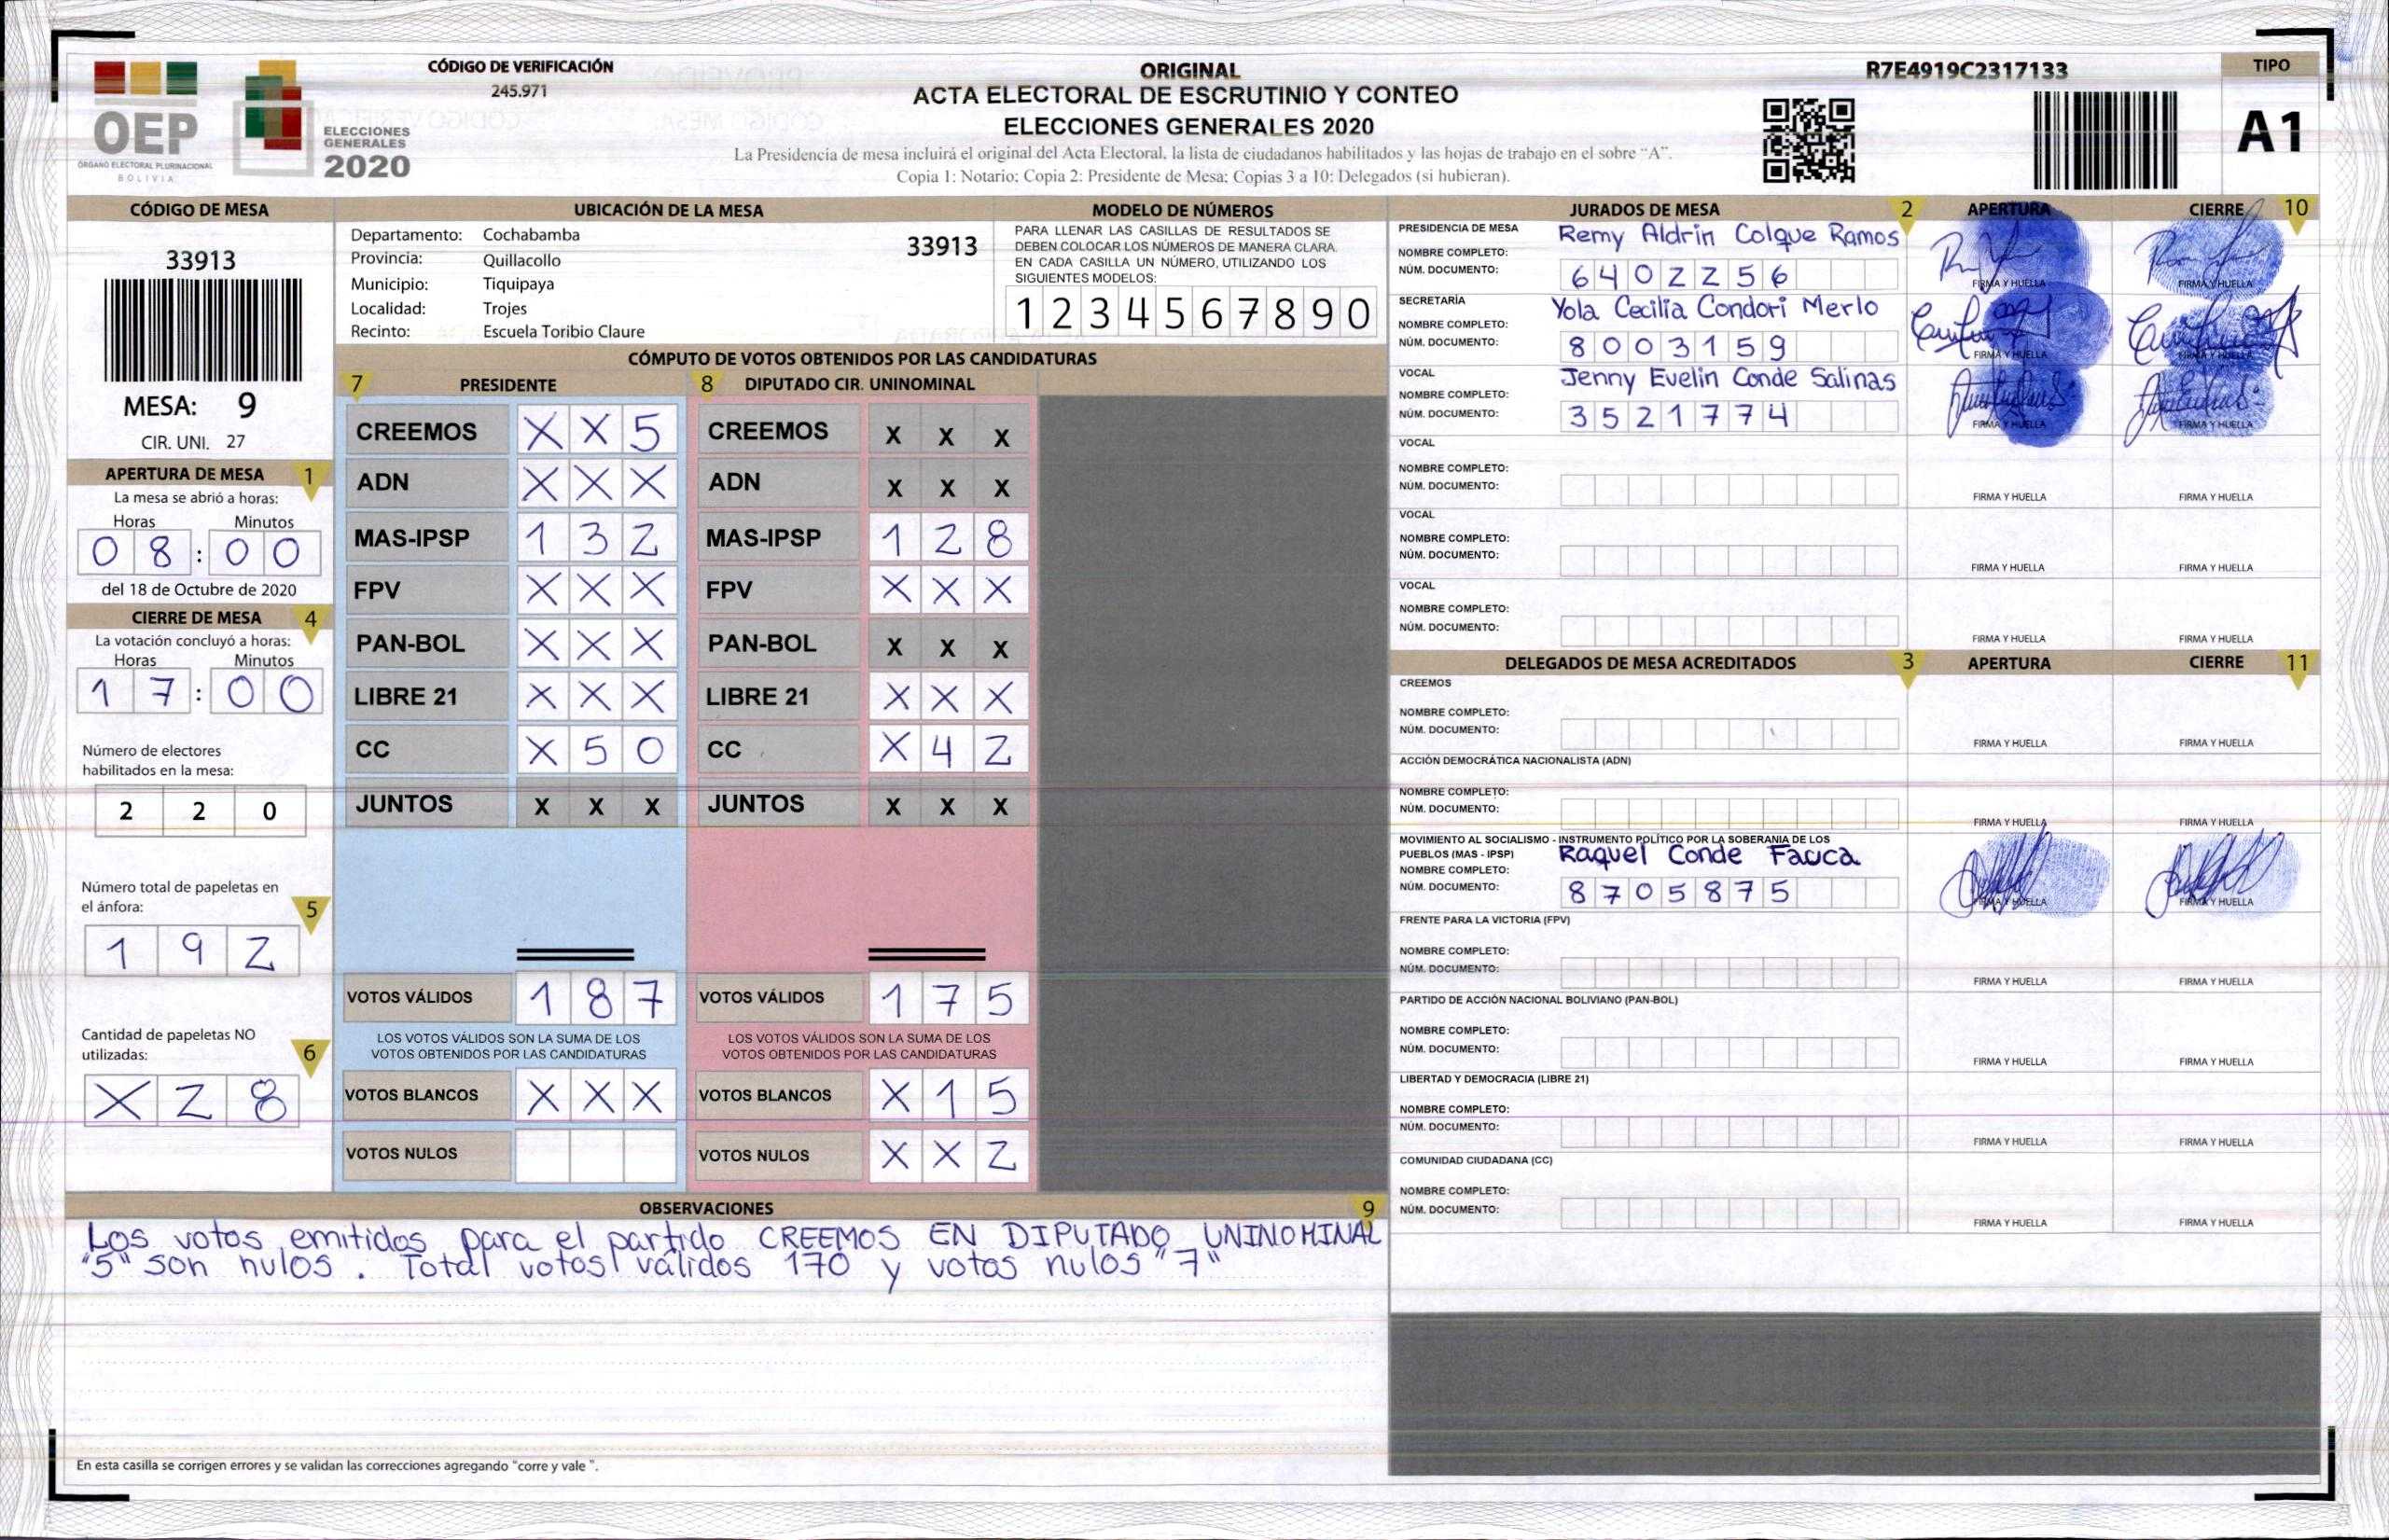 CÓDIGO DE VERIFICACIÓN
245.971
OEP
ÓRGANO ELECTORAL PLURINACIONAL
BOLIVIA
ELECCIONES
GENERALES
2020
ORIGINAL
ACTA ELECTORAL DE ESCRUTINIO Y CONTEO
ELECCIONES GENERALES 2020
La Presidencia de mesa incluirá el original del Acta Electoral, la lista de ciudadanos habilitados y las hojas de trabajo en el sobre "A".
Copia 1: Notario; Copia 2: Presidente de Mesa; Copias 3 a 10: Delegados (si hubieran).
R7E4919C2317133
TIPO
A1
CÓDIGO DE MESA
33913
MESA: 9
CIR. UNI. 27
APERTURA DE MESA 1
La mesa se abrió a horas:
Horas Minutos
0 8 : 0 0
del 18 de Octubre de 2020
CIERRE DE MESA 4
La votación concluyó a horas:
Horas Minutos
1 7 : 0 0
Número de electores
habilitados en la mesa:
2 2 0
Número total de papeletas en
el ánfora: 5
1 9 2
Cantidad de papeletas NO
utilizadas: 6
X 2 8
UBICACIÓN DE LA MESA
Departamento: Cochabamba 33913
Provincia: Quillacollo
Municipio: Tiquipaya
Localidad: Trojes
Recinto: Escuela Toribio Claure
MODELO DE NÚMEROS
PARA LLENAR LAS CASILLAS DE RESULTADOS SE
DEBEN COLOCAR LOS NÚMEROS DE MANERA CLARA.
EN CADA CASILLA UN NÚMERO, UTILIZANDO LOS
SIGUIENTES MODELOS:
1 2 3 4 5 6 7 8 9 0
CÓMPUTO DE VOTOS OBTENIDOS POR LAS CANDIDATURAS
7 PRESIDENTE 8 DIPUTADO CIR. UNINOMINAL
CREEMOS X X 5 CREEMOS X X X
ADN X X X ADN X X X
MAS-IPSP 1 3 2 MAS-IPSP 1 2 8
FPV X X X FPV X X X
PAN-BOL X X X PAN-BOL X X X
LIBRE 21 X X X LIBRE 21 X X X
CC X 5 0 CC X 4 2
JUNTOS X X X JUNTOS X X X
VOTOS VÁLIDOS 1 8 7 VOTOS VÁLIDOS 1 7 5
LOS VOTOS VÁLIDOS SON LA SUMA DE LOS LOS VOTOS VÁLIDOS SON LA SUMA DE LOS
VOTOS OBTENIDOS POR LAS CANDIDATURAS VOTOS OBTENIDOS POR LAS CANDIDATURAS
VOTOS BLANCOS X X X VOTOS BLANCOS X 1 5
VOTOS NULOS VOTOS NULOS X X 2
OBSERVACIONES 9
Los votos emitidos para el partido CREEMOS EN DIPUTADO UNINOMINAL
"5" son nulos. Total votos válidos 170 y votos nulos "7"
En esta casilla se corrigen errores y se validan las correcciones agregando "corre y vale ".
JURADOS DE MESA 2 APERTURA CIERRE 10
PRESIDENCIA DE MESA Remy Aldrin Colque Ramos
NOMBRE COMPLETO:
NÚM. DOCUMENTO: 6402256 FIRMA Y HUELLA FIRMA Y HUELLA
SECRETARÍA Yola Cecilia Condori Merlo
NOMBRE COMPLETO:
NÚM. DOCUMENTO: 8003159 FIRMA Y HUELLA FIRMA Y HUELLA
VOCAL Jenny Evelin Conde Salinas
NOMBRE COMPLETO:
NÚM. DOCUMENTO: 3521774 FIRMA Y HUELLA FIRMA Y HUELLA
VOCAL
NOMBRE COMPLETO:
NÚM. DOCUMENTO: FIRMA Y HUELLA FIRMA Y HUELLA
VOCAL
NOMBRE COMPLETO:
NÚM. DOCUMENTO: FIRMA Y HUELLA FIRMA Y HUELLA
VOCAL
NOMBRE COMPLETO:
NÚM. DOCUMENTO: FIRMA Y HUELLA FIRMA Y HUELLA
DELEGADOS DE MESA ACREDITADOS 3 APERTURA CIERRE 11
CREEMOS
NOMBRE COMPLETO:
NÚM. DOCUMENTO: FIRMA Y HUELLA FIRMA Y HUELLA
ACCIÓN DEMOCRÁTICA NACIONALISTA (ADN)
NOMBRE COMPLETO:
NÚM. DOCUMENTO: FIRMA Y HUELLA FIRMA Y HUELLA
MOVIMIENTO AL SOCIALISMO - INSTRUMENTO POLÍTICO POR LA SOBERANIA DE LOS
PUEBLOS (MAS - IPSP) Raquel Conde Fauca
NOMBRE COMPLETO:
NÚM. DOCUMENTO: 8705875 FIRMA Y HUELLA FIRMA Y HUELLA
FRENTE PARA LA VICTORIA (FPV)
NOMBRE COMPLETO:
NÚM. DOCUMENTO: FIRMA Y HUELLA FIRMA Y HUELLA
PARTIDO DE ACCIÓN NACIONAL BOLIVIANO (PAN-BOL)
NOMBRE COMPLETO:
NÚM. DOCUMENTO: FIRMA Y HUELLA FIRMA Y HUELLA
LIBERTAD Y DEMOCRACIA (LIBRE 21)
NOMBRE COMPLETO:
NÚM. DOCUMENTO: FIRMA Y HUELLA FIRMA Y HUELLA
COMUNIDAD CIUDADANA (CC)
NOMBRE COMPLETO:
NÚM. DOCUMENTO: FIRMA Y HUELLA FIRMA Y HUELLA